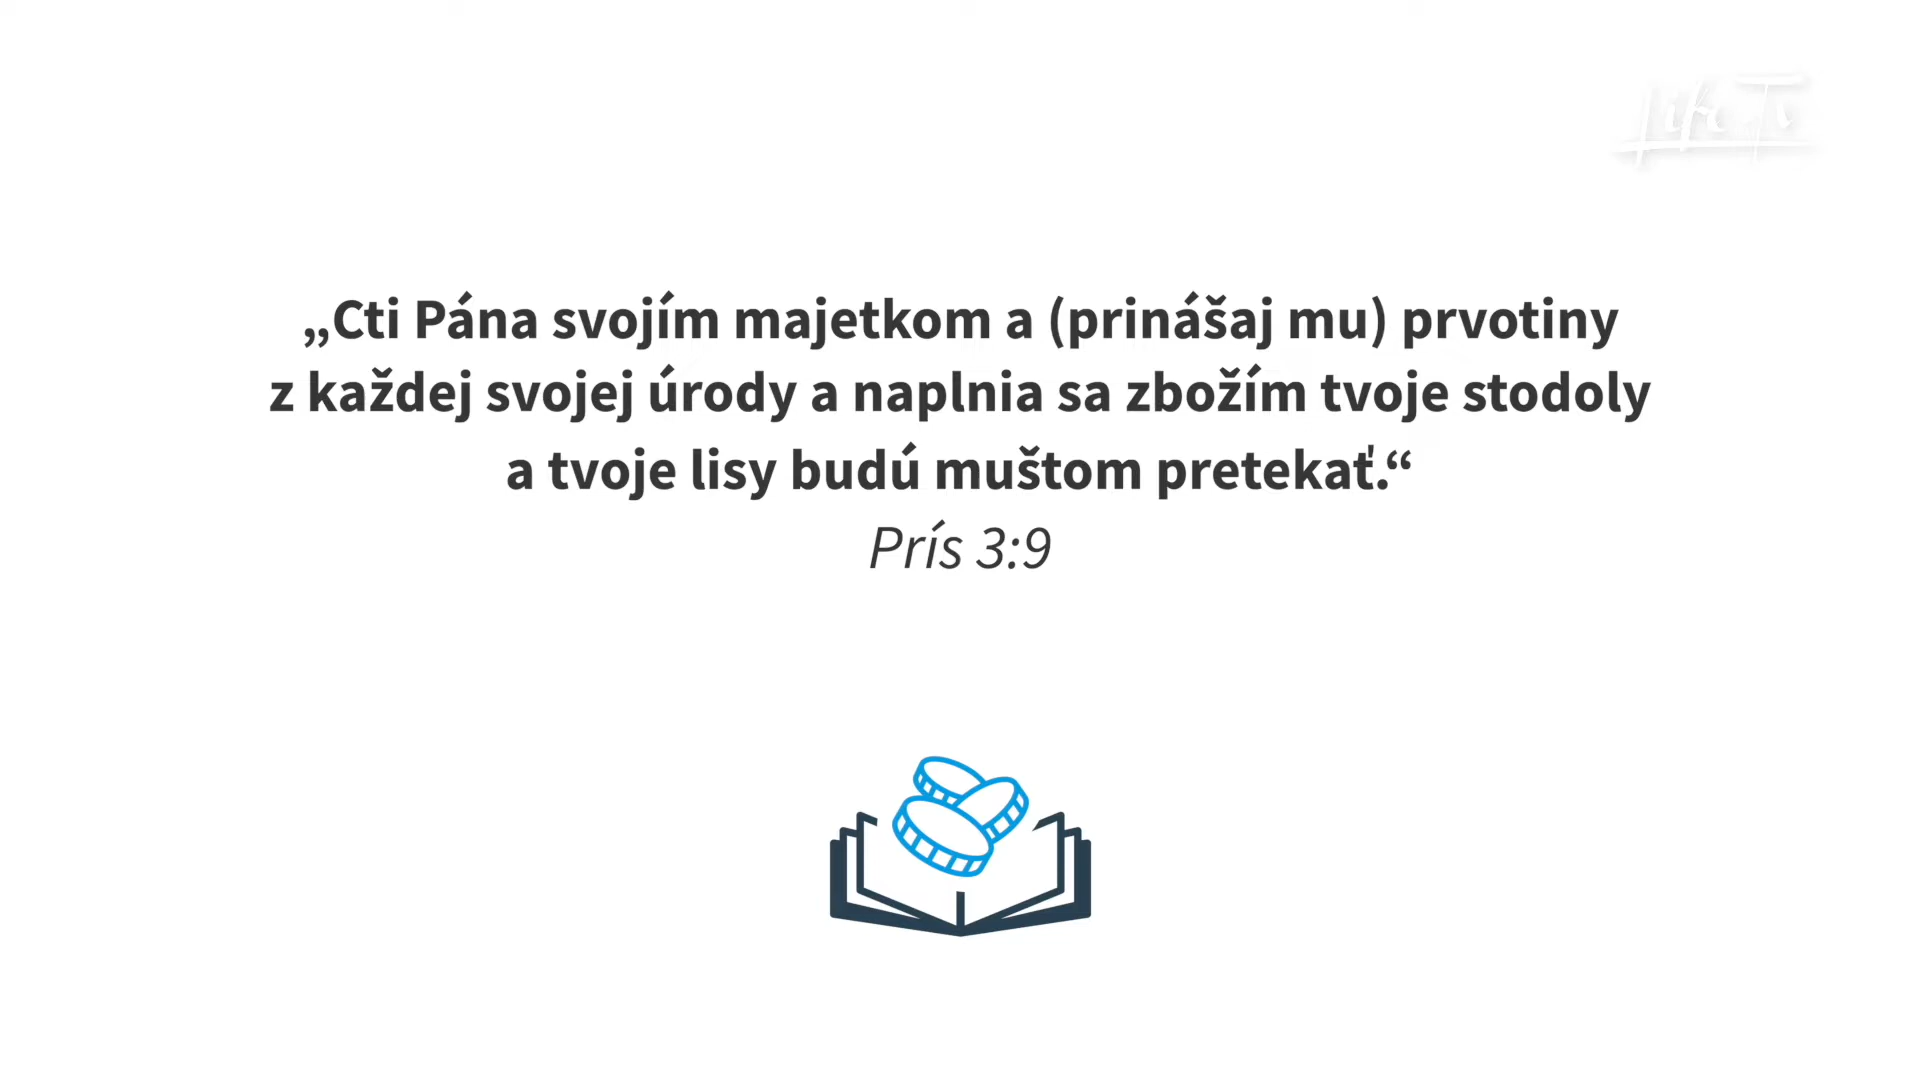 „Cti Pána svojím majetkom a (prinášaj mu) prvotiny
z každej svojej úrody a naplnia sa zbožím tvoje stodoly
a tvoje lisy budú muštom pretekať.“
Prís 3:9